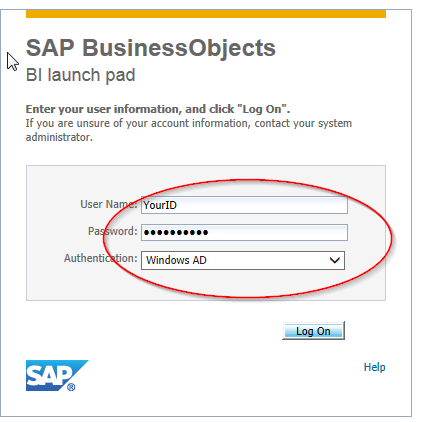 SAP BusinessObjects
BI launch pad
Enter your user information, and click "Log On".
If you are unsure of your account information, contact your system
administrator.
User Name: YourID
Password: ●●●●●●●●●●
Authentication: Windows AD
Log On
SAP
Help